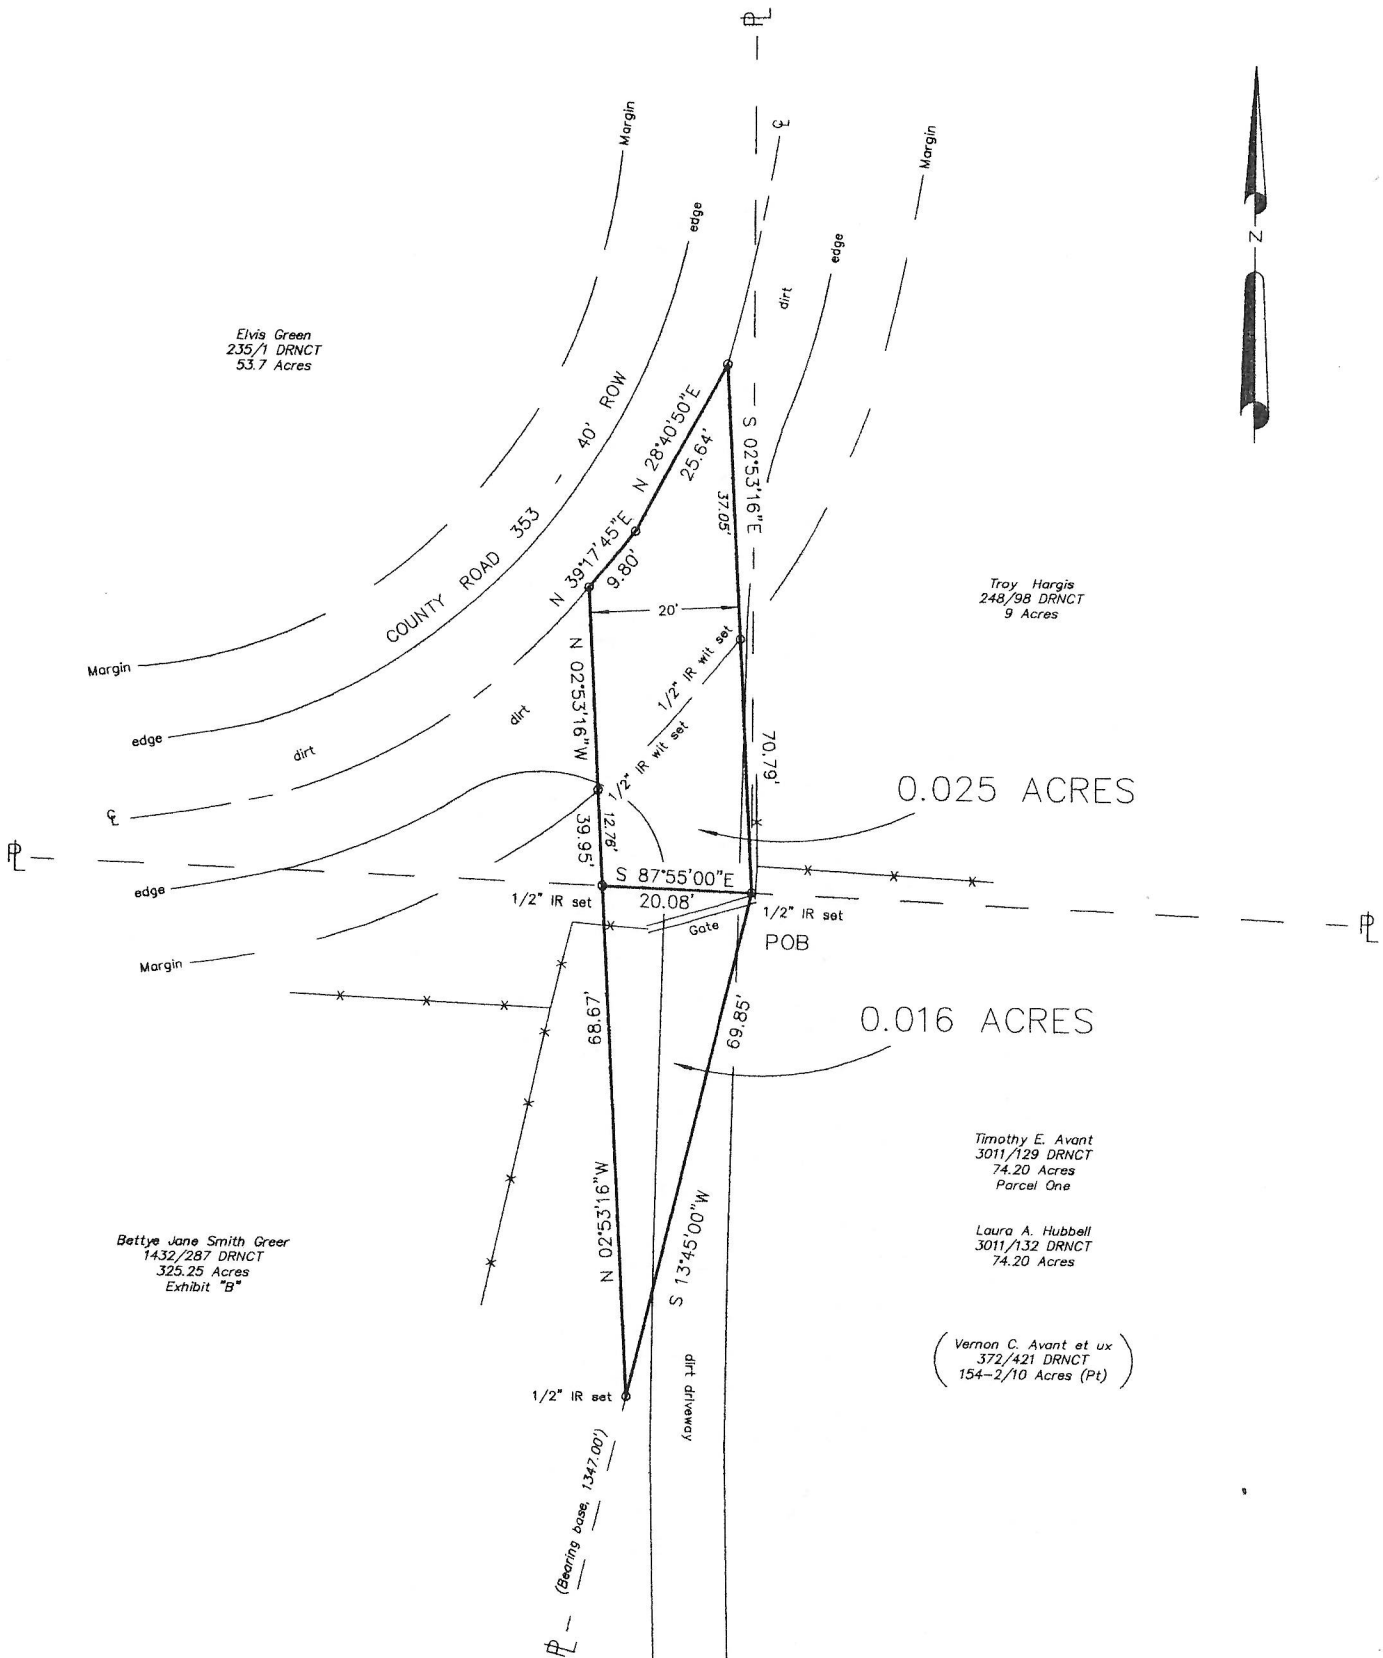 PL
Margin
CL
Margin
edge
edge
dirt
N
Elvis Green
235/1 DRNCT
53.7 Acres
COUNTY ROAD 353 - 40' ROW
N 28°40'50"E
25.64'
S 02°53'16"E
37.05'
N 39°17'45"E
9.80'
Troy Hargis
248/98 DRNCT
9 Acres
20'
1/2" IR wit set
Margin
N 02°53'16"W
dirt
edge
dirt
1/2" IR wit set
70.79'
0.025 ACRES
CL
12.76'
39.95'
PL
S 87°55'00"E
20.08'
edge
1/2" IR set
1/2" IR set
Gate
PL
POB
Margin
68.67'
69.85'
0.016 ACRES
Timothy E. Avant
3011/129 DRNCT
74.20 Acres
Parcel One
N 02°53'16"W
S 13°45'00"W
Laura A. Hubbell
3011/132 DRNCT
74.20 Acres
Bettye Jane Smith Greer
1432/287 DRNCT
325.25 Acres
Exhibit "B"
Vernon C. Avant et ux
372/421 DRNCT
154-2/10 Acres (Pt)
dirt driveway
1/2" IR set
(Bearing base, 1347.00')
PL